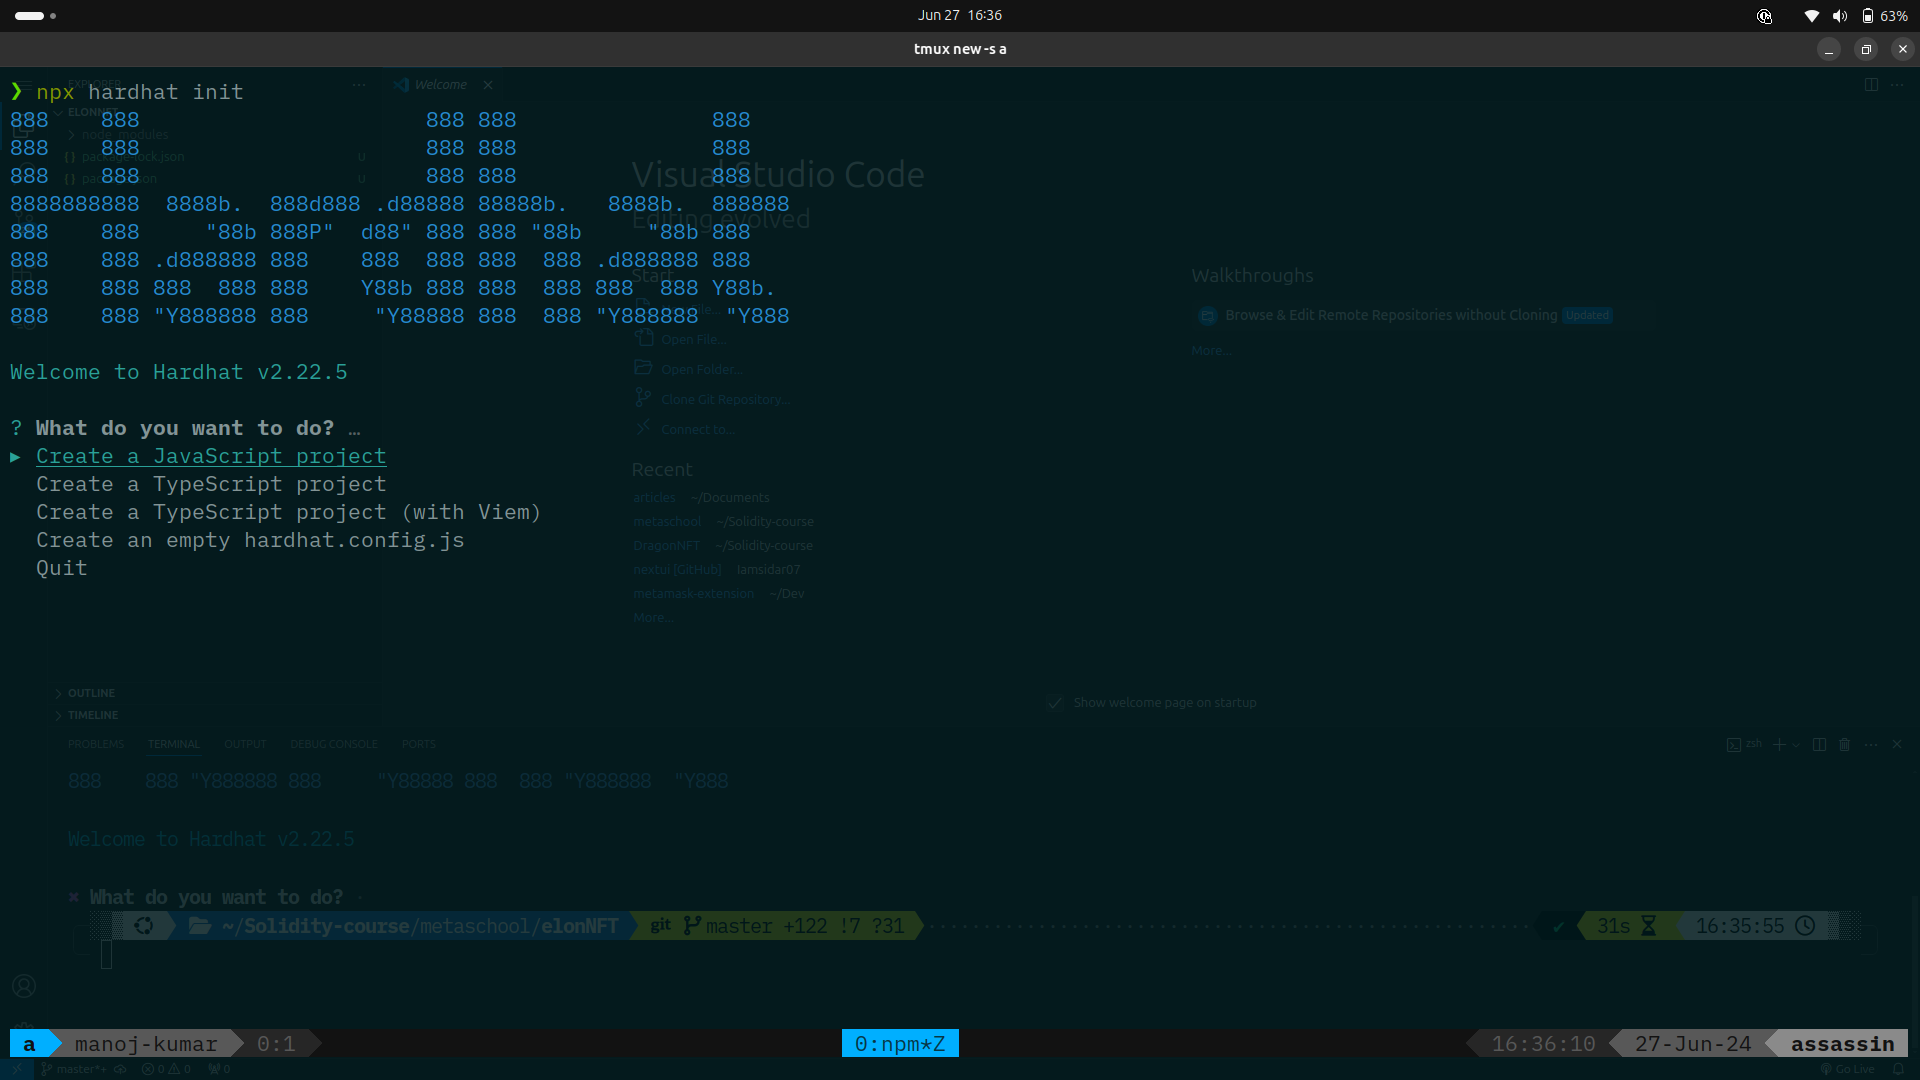 Jun 27 16:36
63%
tmux new -s a
❯ npx hardhat init
888    888                      888 888               888
888    888                      888 888               888
888    888                      888 888               888
8888888888  8888b.  888d888 .d88888 88888b.   8888b.  888888
888    888     "88b 888P"  d88" 888 888 "88b     "88b 888
888    888 .d888888 888    888  888 888  888 .d888888 888
888    888 888  888 888    Y88b 888 888  888 888  888 Y88b.
888    888 "Y888888 888     "Y88888 888  888 "Y888888  "Y888
Welcome to Hardhat v2.22.5
? What do you want to do? …
▸ Create a JavaScript project
Create a TypeScript project
Create a TypeScript project (with Viem)
Create an empty hardhat.config.js
Quit
EXPLORER
Welcome
ELONNFT
node_modules
package-lock.json U
package.json U
Visual Studio Code
Editing evolved
Start
Open File...
Open Folder...
Clone Git Repository...
Connect to...
Recent
articles ~/Documents
metaschool ~/Solidity-course
DragonNFT ~/Solidity-course
nextui [GitHub] Iamsidar07
metamask-extension ~/Dev
More...
Walkthroughs
Browse & Edit Remote Repositories without Cloning Updated
More...
OUTLINE
TIMELINE
Show welcome page on startup
PROBLEMS TERMINAL OUTPUT DEBUG CONSOLE PORTS
zsh
888    888 "Y888888 888     "Y88888 888  888 "Y888888  "Y888
Welcome to Hardhat v2.22.5
✖ What do you want to do? ·
~/Solidity-course/metaschool/elonNFT git master +122 !7 ?31 ✔ 31s 16:35:55
a manoj-kumar 0:1 0:npm*Z 16:36:10 27-Jun-24 assassin
master*+ 0 0 0 Go Live